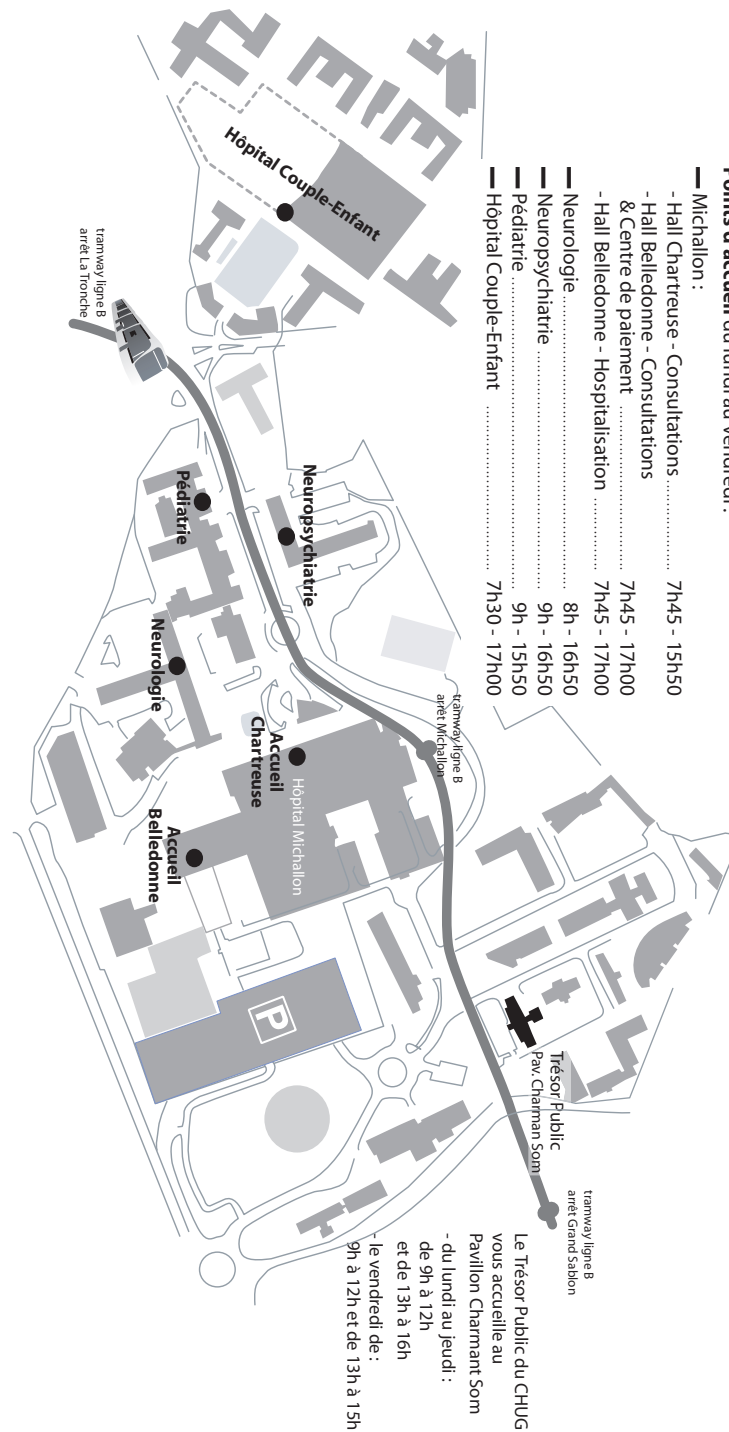 Points d'accueil du lundi au vendredi :
Michallon :
- Hall Chartreuse - Consultations .................. 7h45 - 15h50
- Hall Belledonne - Consultations
& Centre de paiement .................................... 7h45 - 17h00
- Hall Belledonne - Hospitalisation .............. 7h45 - 17h00
Neurologie ............................................................ 8h - 16h50
Neuropsychiatrie ................................................. 9h - 16h50
Pédiatrie ................................................................ 9h - 15h50
Hôpital Couple-Enfant ........................................ 7h30 - 17h00
Hôpital Couple-Enfant
tramway ligne B
arrêt La Tronche
Neuropsychiatrie
Pédiatrie
Neurologie
tramway ligne B
arrêt Michallon
Accueil
Chartreuse
Hôpital Michallon
Accueil
Belledonne
P
Trésor Public
Pav. Charman Som
tramway ligne B
arrêt Grand Sablon
Le Trésor Public du CHUG
vous accueille au
Pavillon Charmant Som
- du lundi au jeudi :
de 9h à 12h
et de 13h à 16h
- le vendredi de :
9h à 12h et de 13h à 15h